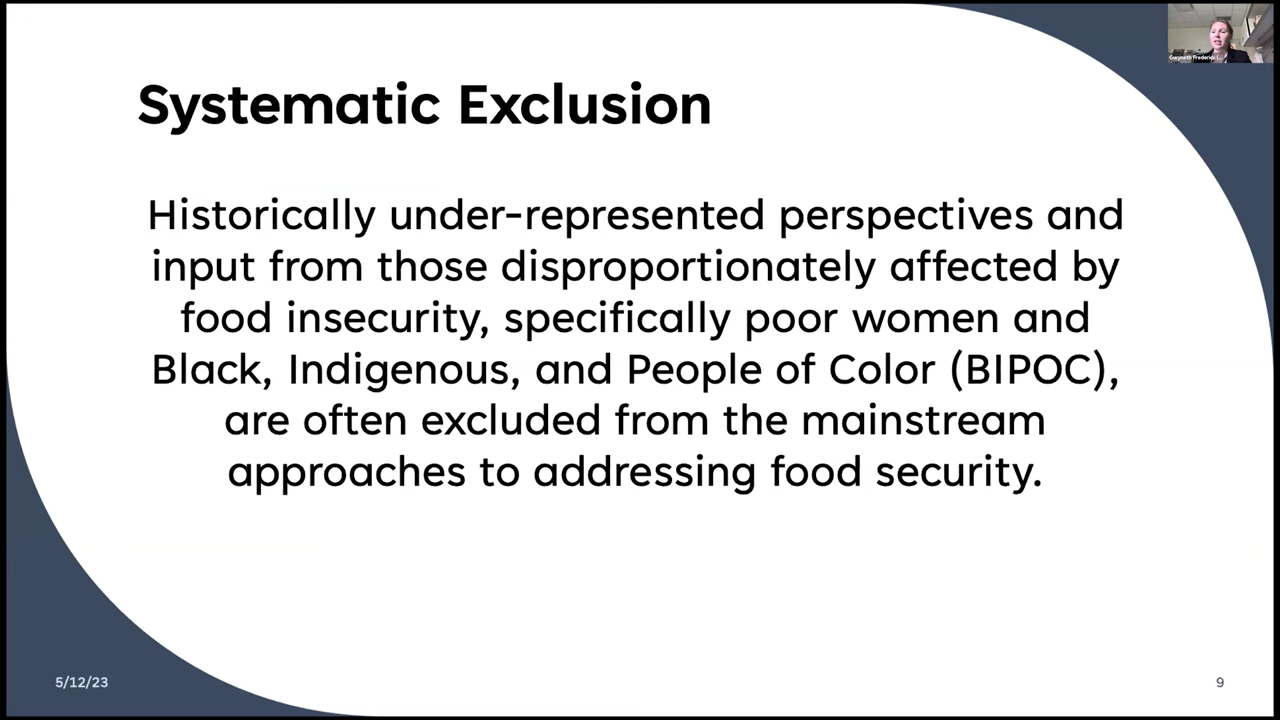 Gwyneth Frederick
Systematic Exclusion
Historically under-represented perspectives and
input from those disproportionately affected by
food insecurity, specifically poor women and
Black, Indigenous, and People of Color (BIPOC),
are often excluded from the mainstream
approaches to addressing food security.
5/12/23
9